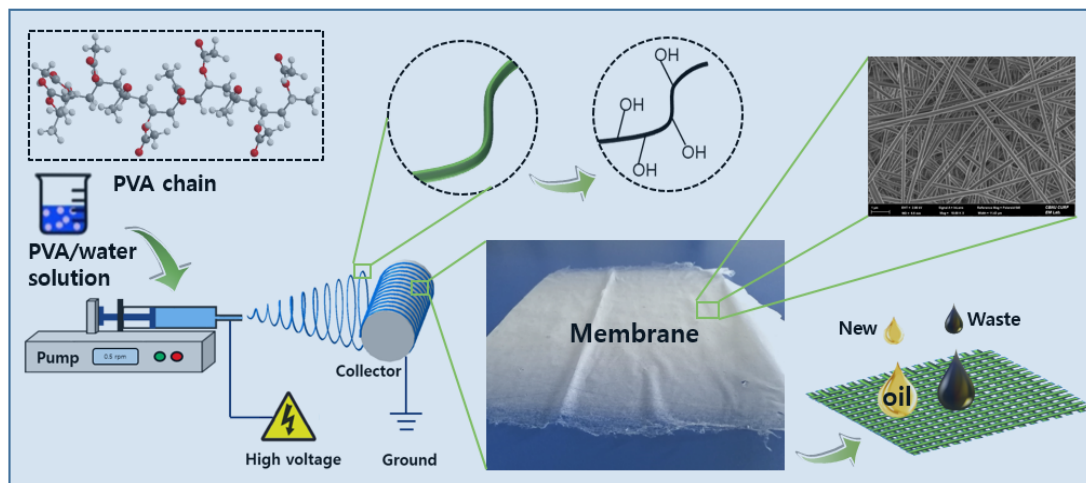 PVA chain
PVA/water
solution
Pump
0.5 rpm
High voltage
Collector
Ground
OH
OH
OH
OH
Membrane
New
Waste
oil